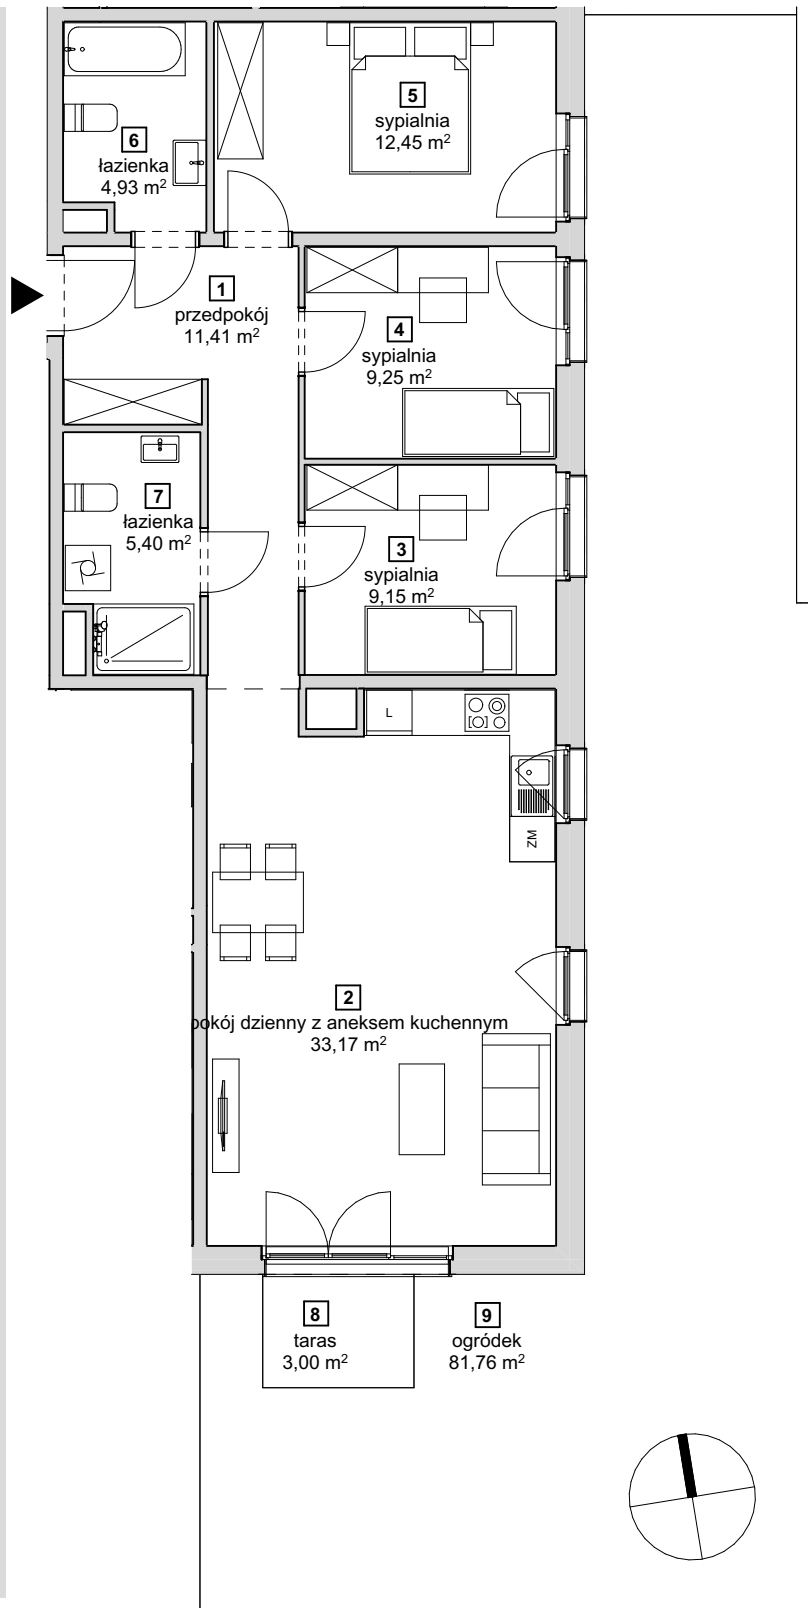 5
sypialnia
12,45 m²
6
łazienka
4,93 m²
1
przedpokój
11,41 m²
4
sypialnia
9,25 m²
7
łazienka
5,40 m²
3
sypialnia
9,15 m²
L
ZM
2
pokój dzienny z aneksem kuchennym
33,17 m²
8
taras
3,00 m²
9
ogródek
81,76 m²